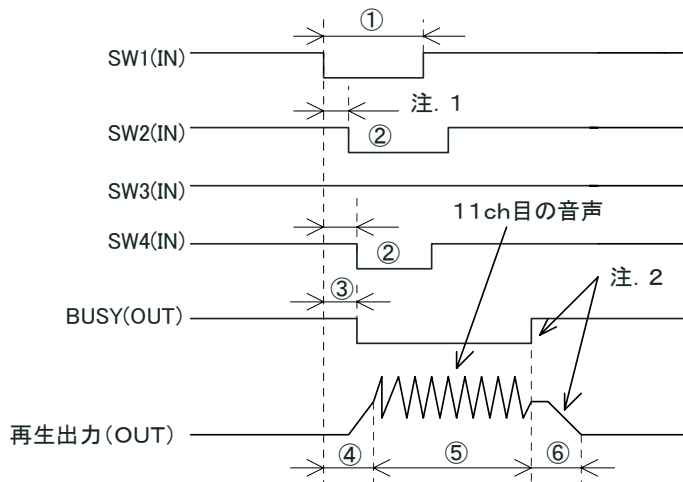 ①
SW1(IN)
注．1
SW2(IN)
②
SW3(IN)
11ch目の音声
SW4(IN)
②
③
注．2
BUSY(OUT)
再生出力(OUT)
④
⑤
⑥